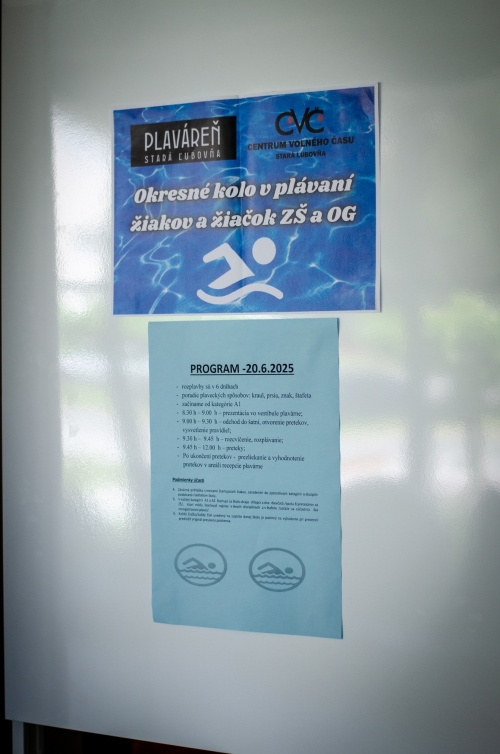 PLAVÁREŇ
STARÁ ĽUBOVŇA
CVČ
CENTRUM VOĽNÉHO ČASU
STARÁ ĽUBOVŇA
Okresné kolo v plávaní
žiakov a žiačok ZŠ a OG
PROGRAM -20.6.2025
- rozplavby sú v 6 dráhach
- poradie plaveckých spôsobov: kraul, prsia, znak, štafeta
- začíname od kategórie A1
- 8.30 h – 9.00 h – prezentácia vo vestibule plavárne;
- 9.00 h – 9.30 h – odchod do šatní, otvorenie pretekov,
vysvetlenie pravidiel;
- 9.30 h – 9.45 h – rozcvičenie, rozplávanie;
- 9.45 h – 12.00 h – preteky;
- Po skončení pretekov - prezliekanie a vyhodnotenie
pretekov v areáli recepcie plavárne
Podmienky účasti